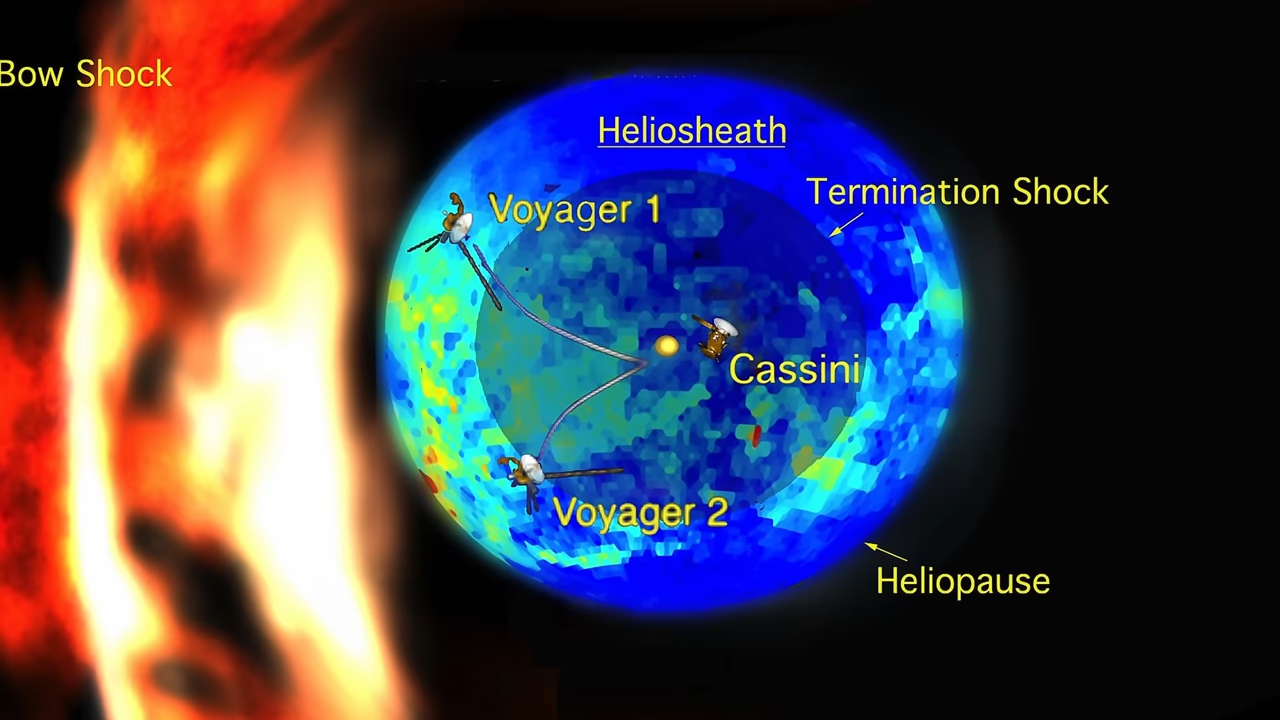 Bow Shock
Heliosheath
Termination Shock
Voyager 1
Cassini
Voyager 2
Heliopause